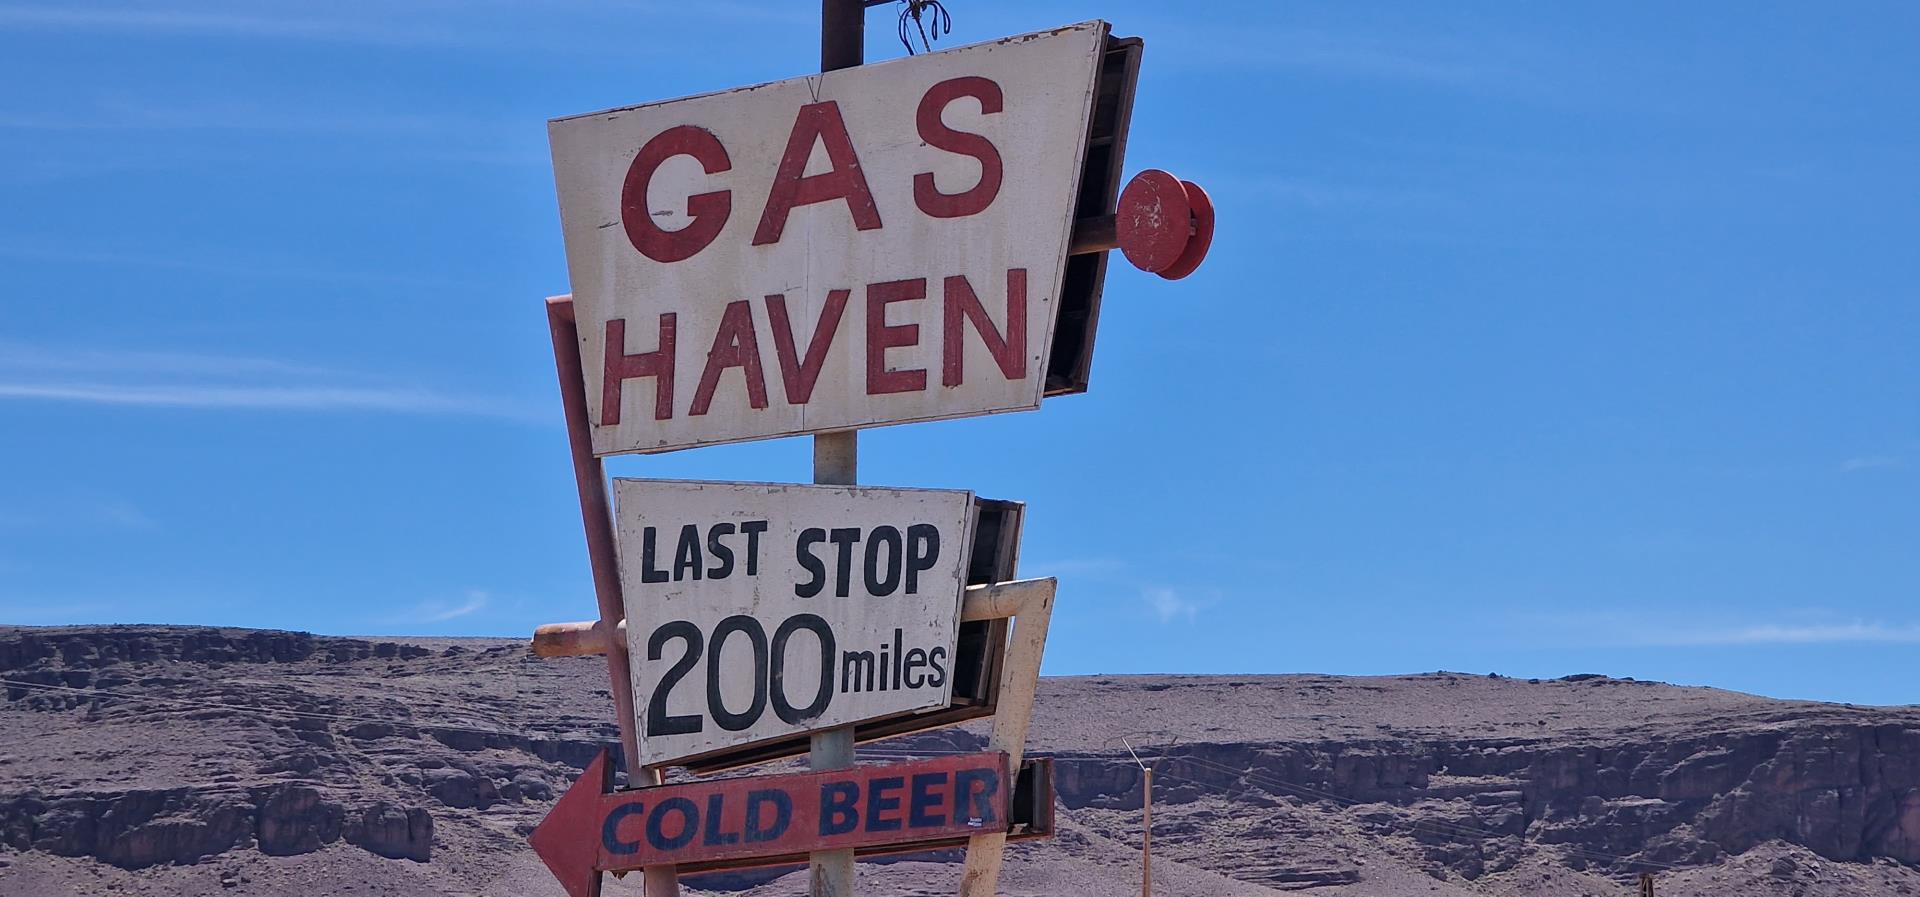 GAS
HAVEN
LAST STOP
200 miles
COLD BEER